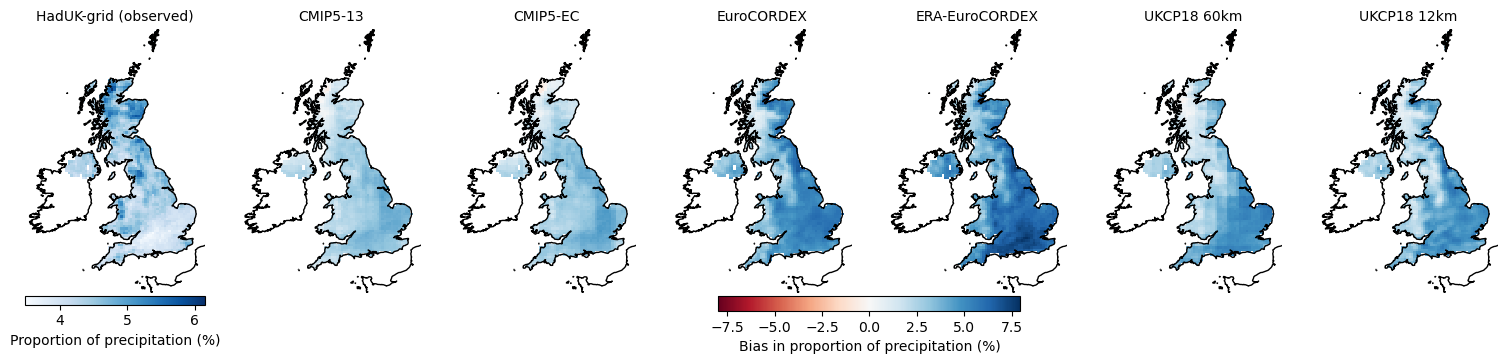 HadUK-grid (observed)
CMIP5-13
CMIP5-EC
EuroCORDEX
ERA-EuroCORDEX
UKCP18 60km
UKCP18 12km
4 5 6
Proportion of precipitation (%)
−7.5 −5.0 −2.5 0.0 2.5 5.0 7.5
Bias in proportion of precipitation (%)